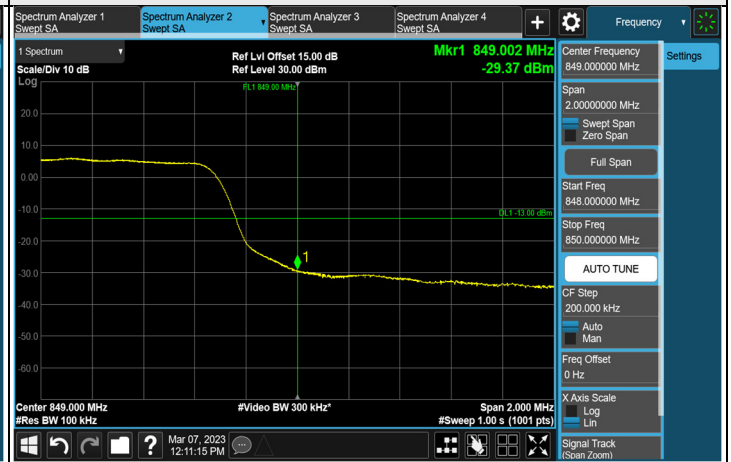 Spectrum Analyzer 1
Swept SA
Spectrum Analyzer 2
Swept SA
Spectrum Analyzer 3
Swept SA
Spectrum Analyzer 4
Swept SA
+
Frequency
1 Spectrum
Scale/Div 10 dB
Log
Ref Lvl Offset 15.00 dB
Ref Level 30.00 dBm
Mkr1 849.002 MHz
-29.37 dBm
FL1 849.00 MHz
20.0
10.0
0.00
-10.0
-20.0
-30.0
-40.0
-50.0
-60.0
DL1 -13.00 dBm
1
Center 849.000 MHz
#Res BW 100 kHz
#Video BW 300 kHz*
Span 2.000 MHz
#Sweep 1.00 s (1001 pts)
Center Frequency
849.000000 MHz
Span
2.00000000 MHz
Swept Span
Zero Span
Full Span
Start Freq
848.000000 MHz
Stop Freq
850.000000 MHz
AUTO TUNE
CF Step
200.000 kHz
Auto
Man
Freq Offset
0 Hz
X Axis Scale
Log
Lin
Signal Track
(Span Zoom)
Settings
?
Mar 07, 2023
12:11:15 PM